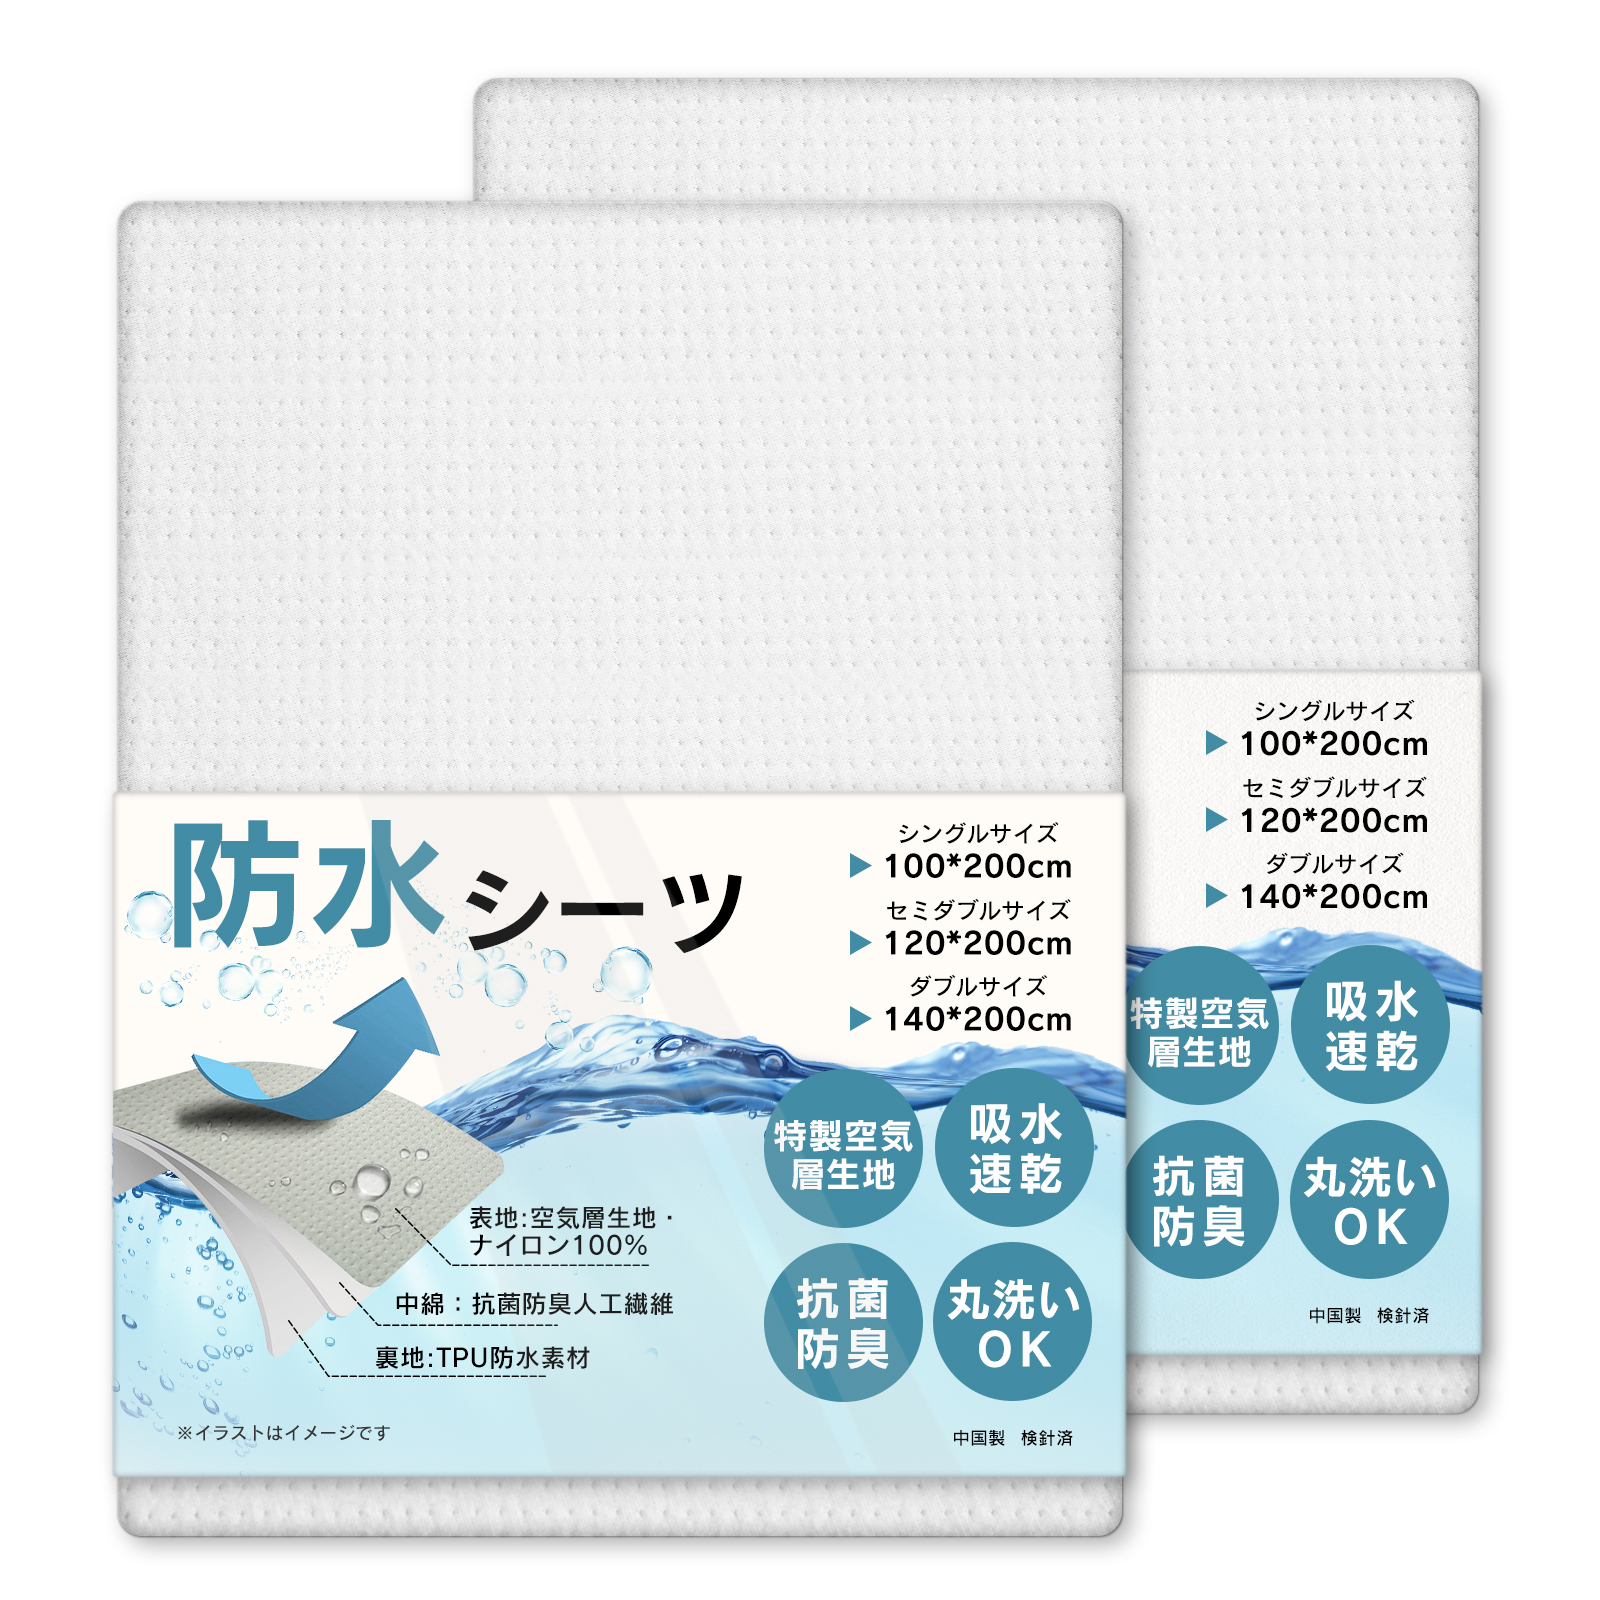 防水シーツ
シングルサイズ
▶ 100*200cm
セミダブルサイズ
▶ 120*200cm
ダブルサイズ
▶ 140*200cm
特製空気
層生地
吸水
速乾
抗菌
防臭
丸洗い
OK
表地:空気層生地・
ナイロン100%
中綿：抗菌防臭人工繊維
裏地:TPU防水素材
※イラストはイメージです
中国製 検針済
シングルサイズ
▶ 100*200cm
セミダブルサイズ
▶ 120*200cm
ダブルサイズ
▶ 140*200cm
特製空気
層生地
吸水
速乾
抗菌
防臭
丸洗い
OK
中国製 検針済